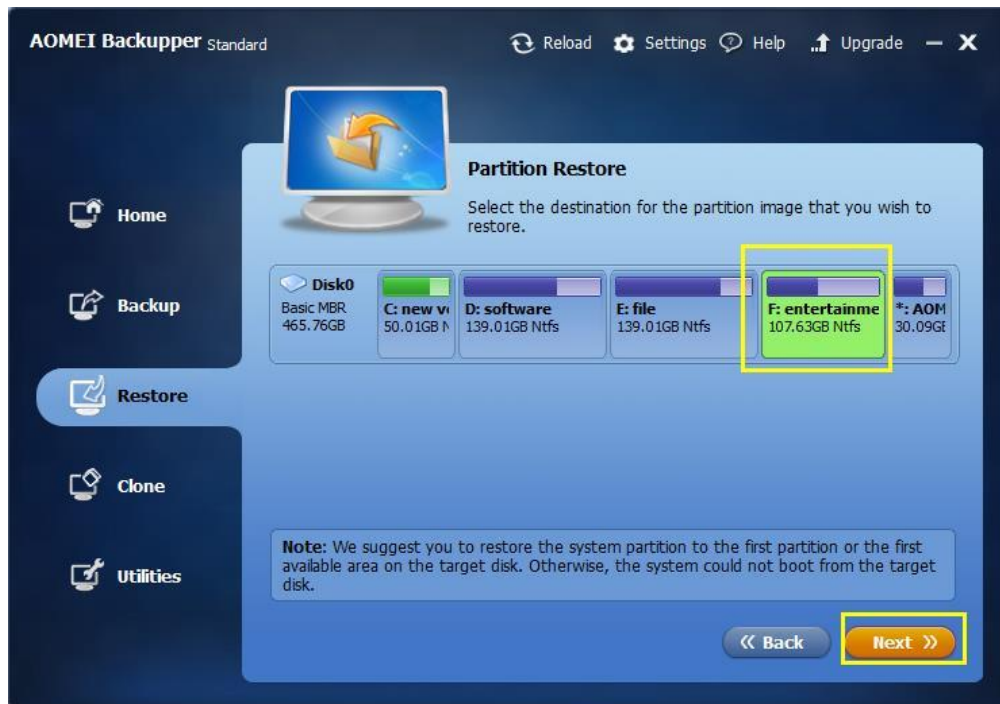 AOMEI Backupper Standard
Reload Settings Help Upgrade
Partition Restore
Select the destination for the partition image that you wish to
restore.
Home
Backup
Restore
Clone
Utilities
Disk0
Basic MBR
465.76GB
C: new v
50.01GB N
D: software
139.01GB Ntfs
E: file
139.01GB Ntfs
F: entertainme
107.63GB Ntfs
*: AOM
30.09GB
Note: We suggest you to restore the system partition to the first partition or the first
available area on the target disk. Otherwise, the system could not boot from the target
disk.
Back
Next